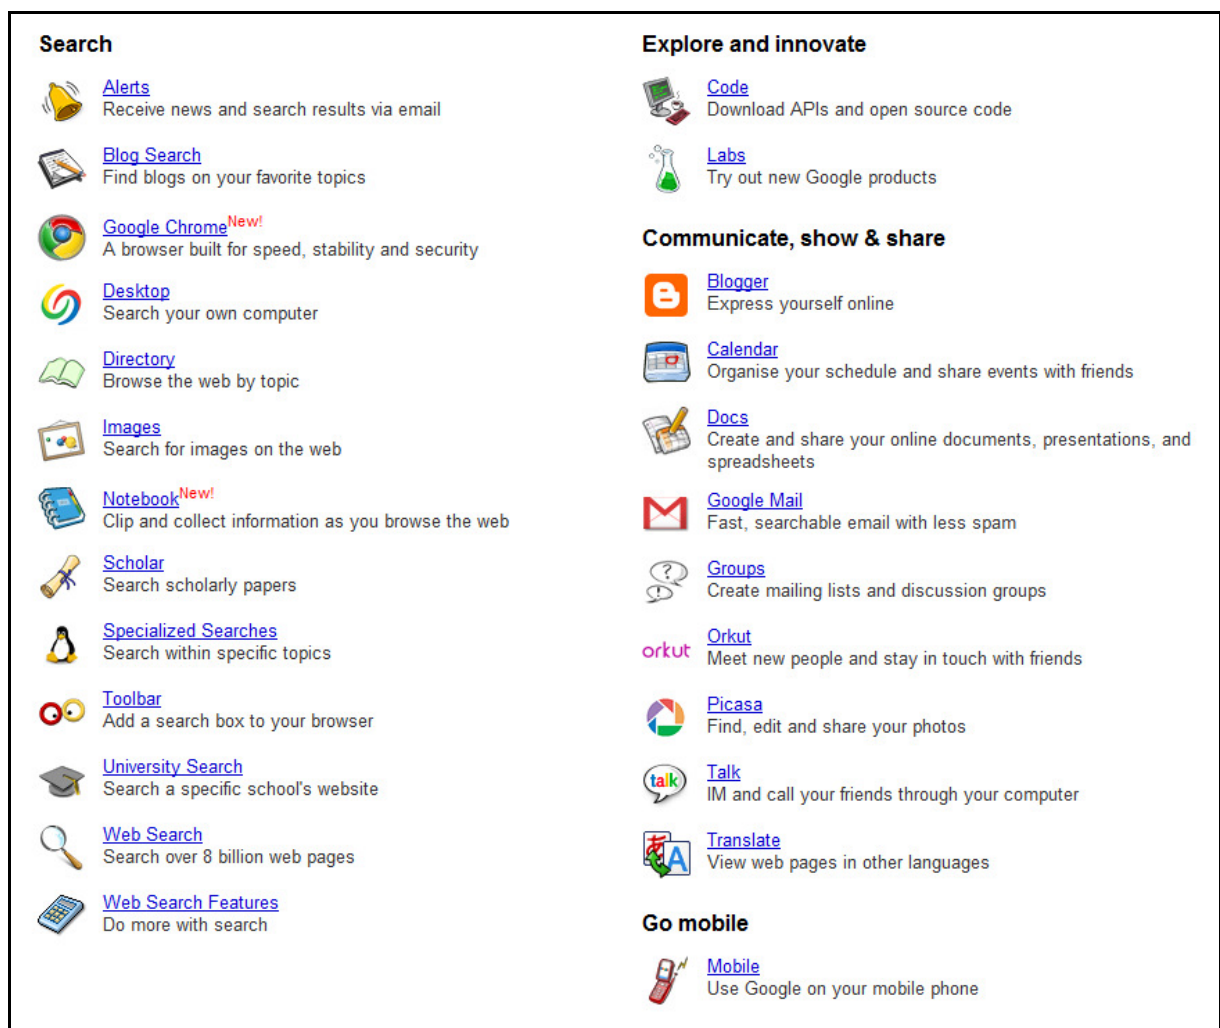 Search
Alerts
Receive news and search results via email
Blog Search
Find blogs on your favorite topics
Google Chrome New!
A browser built for speed, stability and security
Desktop
Search your own computer
Directory
Browse the web by topic
Images
Search for images on the web
Notebook New!
Clip and collect information as you browse the web
Scholar
Search scholarly papers
Specialized Searches
Search within specific topics
Toolbar
Add a search box to your browser
University Search
Search a specific school's website
Web Search
Search over 8 billion web pages
Web Search Features
Do more with search
Explore and innovate
Code
Download APIs and open source code
Labs
Try out new Google products
Communicate, show & share
Blogger
Express yourself online
Calendar
Organise your schedule and share events with friends
Docs
Create and share your online documents, presentations, and
spreadsheets
Google Mail
Fast, searchable email with less spam
Groups
Create mailing lists and discussion groups
orkut
Orkut
Meet new people and stay in touch with friends
Picasa
Find, edit and share your photos
talk
Talk
IM and call your friends through your computer
あ
A
Translate
View web pages in other languages
Go mobile
Mobile
Use Google on your mobile phone